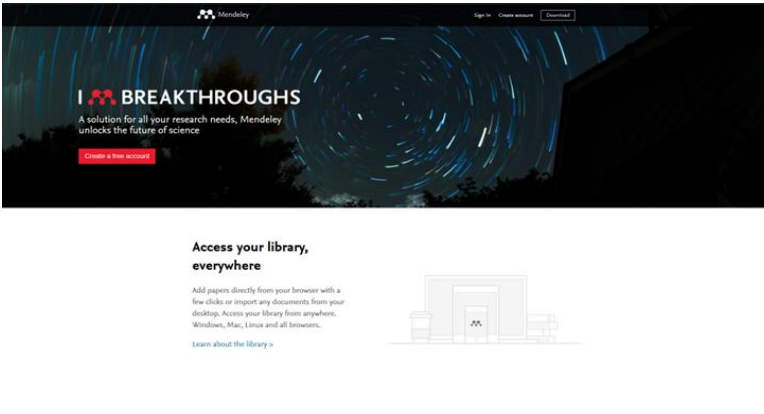 Mendeley
Sign In Create account Download
I BREAKTHROUGHS
A solution for all your research needs, Mendeley
unlocks the future of science
Create a free account
Access your library,
everywhere
Add papers directly from your browser with a
few clicks or import any documents from your
desktop. Access your library from anywhere.
Windows, Mac, Linux and all browsers.
Learn about the library >